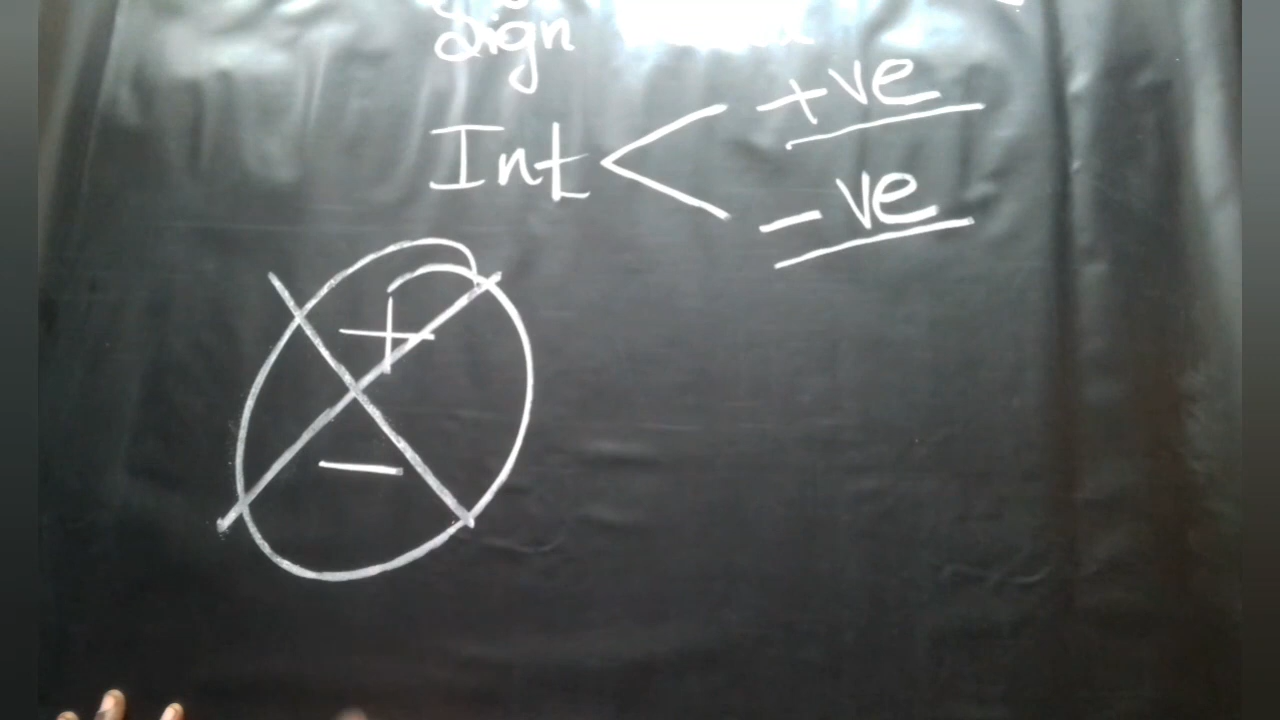 Sign
Int < +ve
-ve
+
-